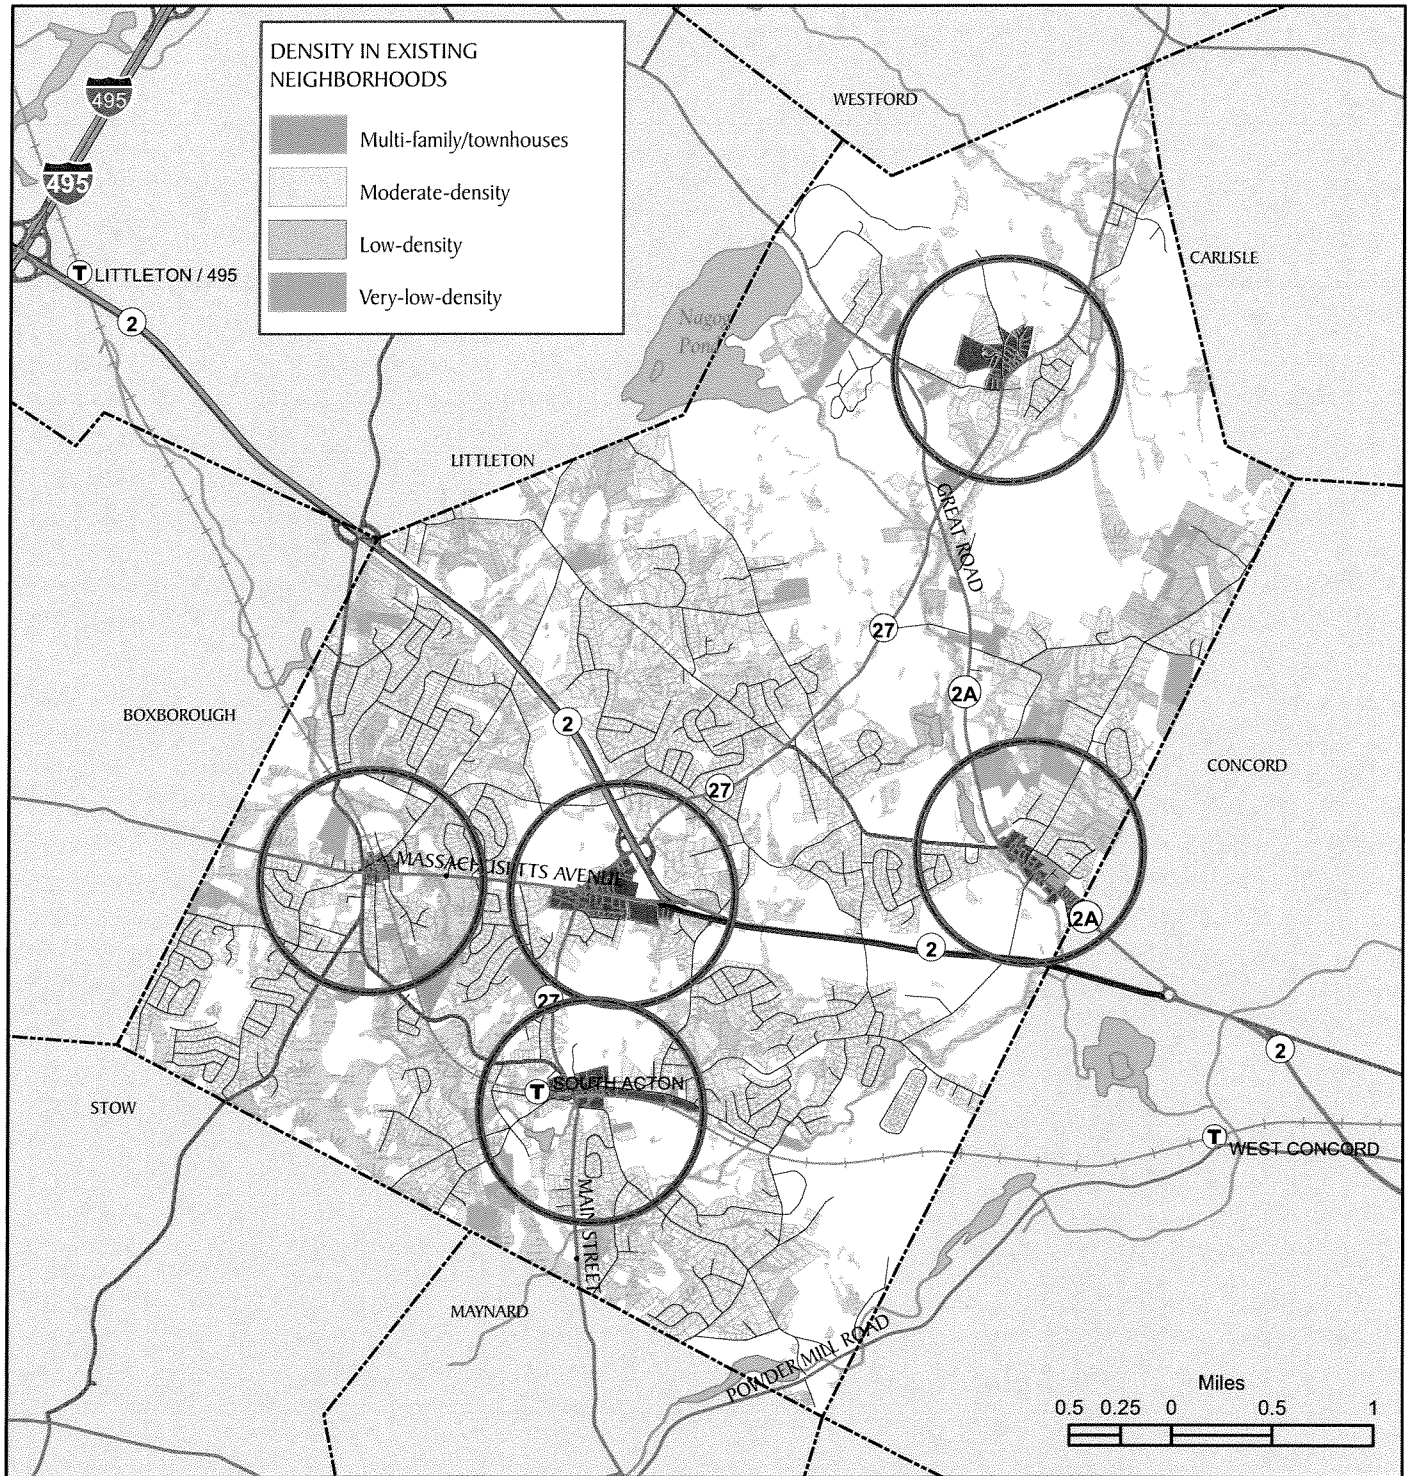 DENSITY IN EXISTING
NEIGHBORHOODS
Multi-family/townhouses
Moderate-density
Low-density
Very-low-density
495
495
T LITTLETON / 495
2
WESTFORD
CARLISLE
Nagog
Pond
LITTLETON
GREAT ROAD
27
2A
2
BOXBOROUGH
CONCORD
27
MASSACHUSETTS AVENUE
2A
2
27
2
T SOUTH ACTON
STOW
T WEST CONCORD
MAIN STREET
MAYNARD
POWDER MILL ROAD
Miles
0.5 0.25 0 0.5 1